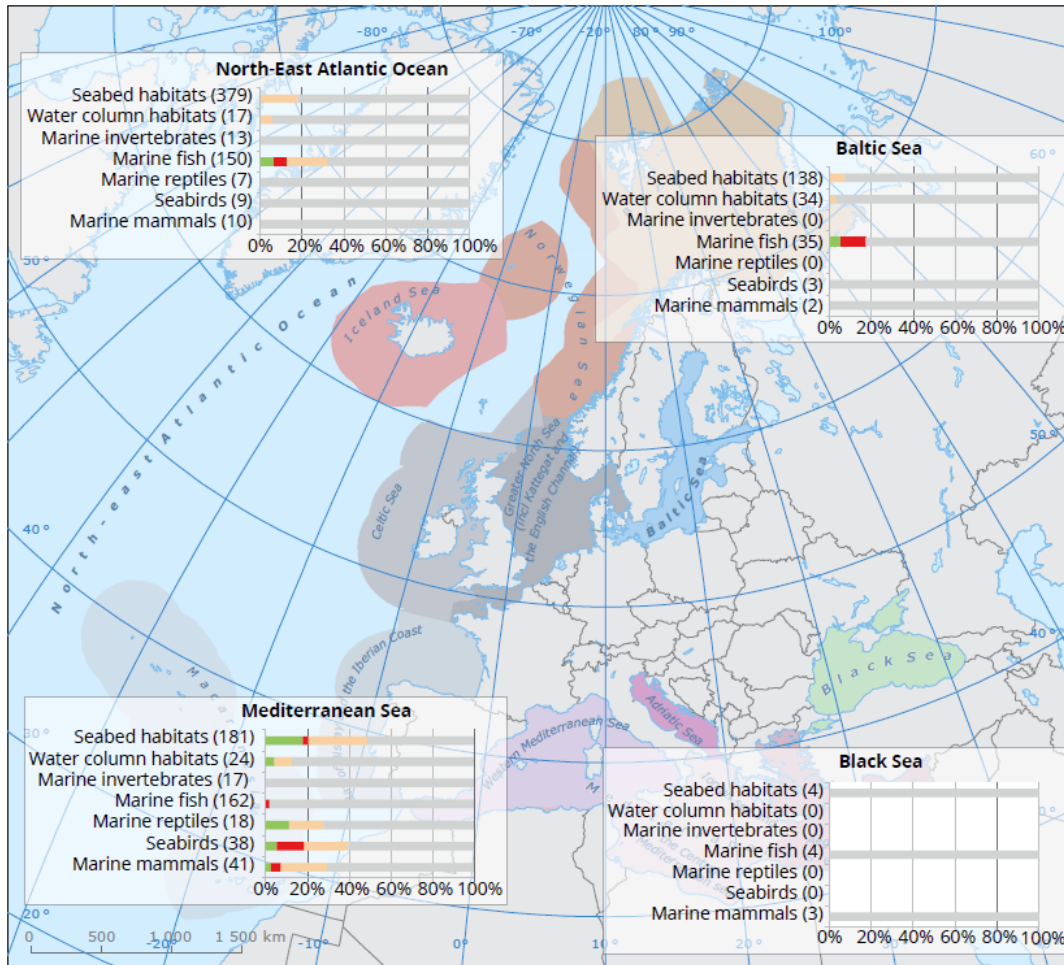 -80°
-70°
-20°
80° 90°
100°
North-East Atlantic Ocean
Seabed habitats (379)
Water column habitats (17)
Marine invertebrates (13)
Marine fish (150)
Marine reptiles (7)
Seabirds (9)
Marine mammals (10)
0% 20% 40% 60% 80% 100%
Baltic Sea
Seabed habitats (138)
Water column habitats (34)
Marine invertebrates (0)
Marine fish (35)
Marine reptiles (0)
Seabirds (3)
Marine mammals (2)
0% 20% 40% 60% 80% 100%
60°
50°
Norwegian Sea
Iceland Sea
North-east Atlantic Ocean
50°
Greater North Sea
(incl Kattegat and
the English Channel)
Celtic Sea
Baltic Sea
40°
40°
Black Sea
the Iberian Coast
Adriatic Sea
Western Mediterranean Sea
Mediterranean Sea
Seabed habitats (181)
Water column habitats (24)
Marine invertebrates (17)
Marine fish (162)
Marine reptiles (18)
Seabirds (38)
Marine mammals (41)
0% 20% 40% 60% 80% 100%
30°
M
Black Sea
Seabed habitats (4)
Water column habitats (0)
Marine invertebrates (0)
Marine fish (4)
Marine reptiles (0)
Seabirds (0)
Marine mammals (3)
0% 20% 40% 60% 80% 100%
20°
0 500 1 000 1 500 km
-20°
-10°
0°
10°
20°